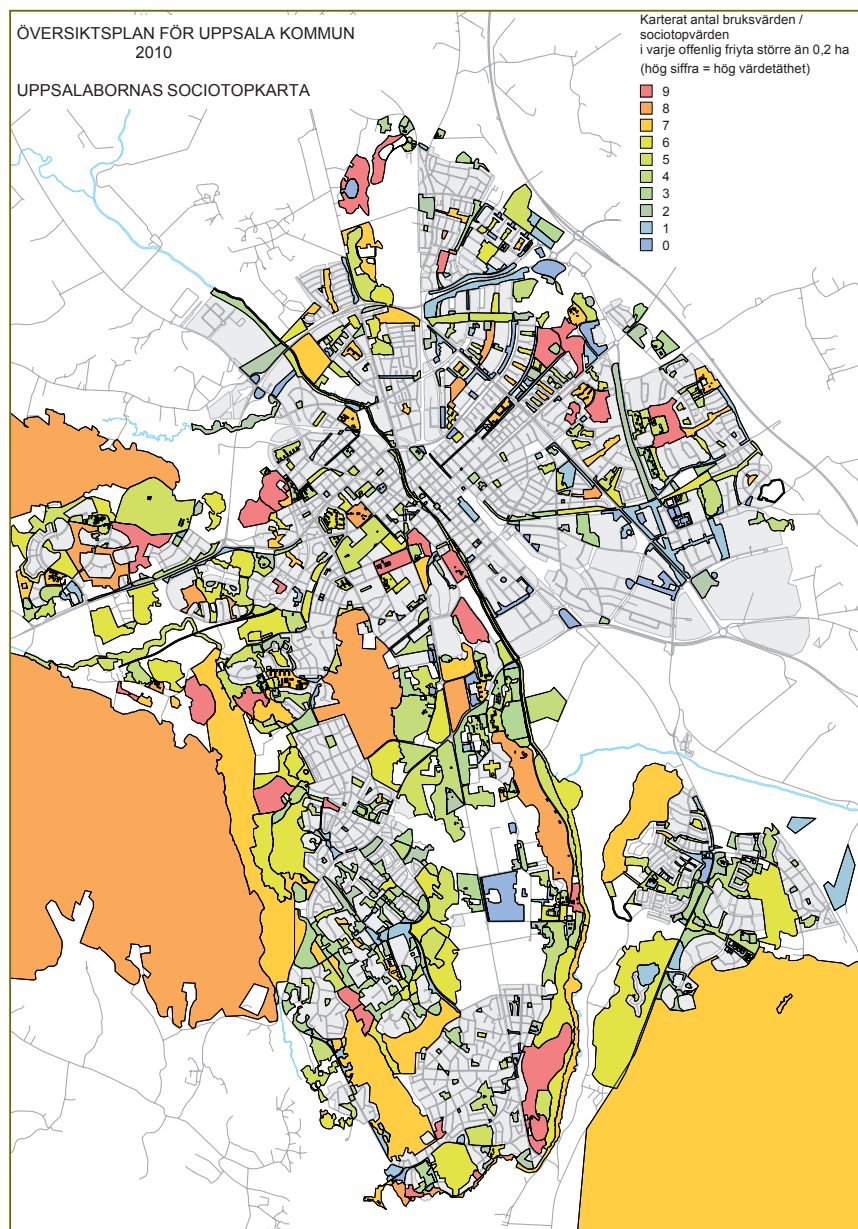 ÖVERSIKTSPLAN FÖR UPPSALA KOMMUN
2010
UPPSALABORNAS SOCIOTOPKARTA
Karterat antal bruksvärden /
sociotopvärden
i varje offenlig friyta större än 0,2 ha
(hög siffra = hög värdetäthet)
9
8
7
6
5
4
3
2
1
0